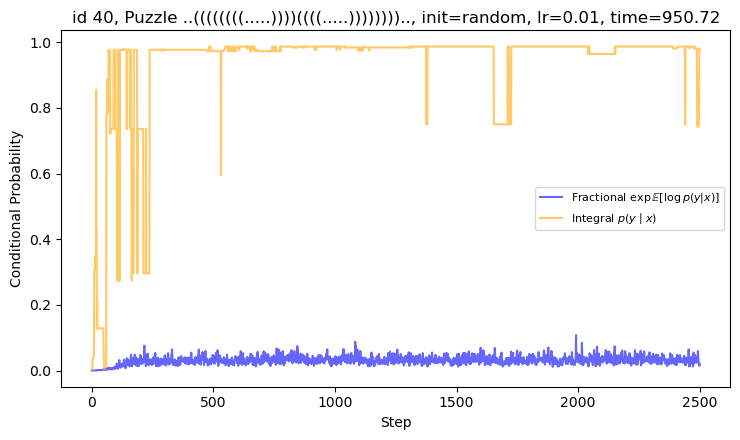 id 40, Puzzle ..((((((((.....))))((((.....)))))))).., init=random, lr=0.01, time=950.72
1.0
0.8
0.6
0.4
0.2
0.0
Conditional Probability
Fractional exp𝔼[log p(y|x)]
Integral p(y | x)
0 500 1000 1500 2000 2500
Step